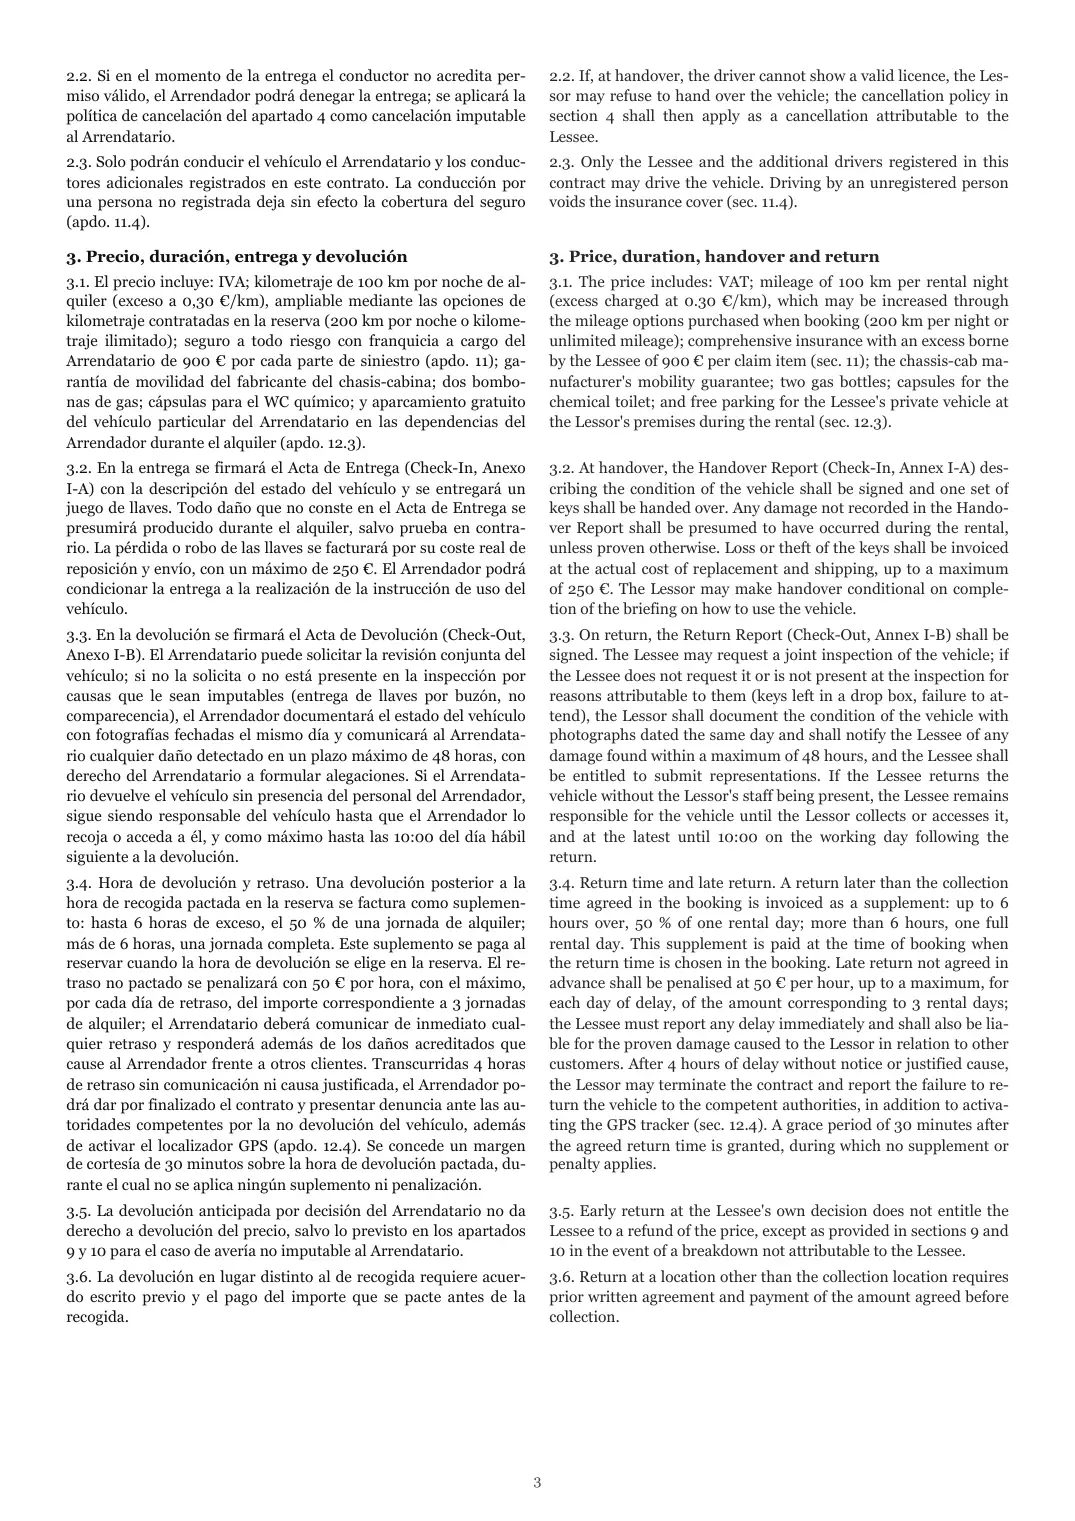 2.2. Si en el momento de la entrega el conductor no acredita per-
miso válido, el Arrendador podrá denegar la entrega; se aplicará la
política de cancelación del apartado 4 como cancelación imputable
al Arrendatario.
2.3. Solo podrán conducir el vehículo el Arrendatario y los conduc-
tores adicionales registrados en este contrato. La conducción por
una persona no registrada deja sin efecto la cobertura del seguro
(apdo. 11.4).
3. Precio, duración, entrega y devolución
3.1. El precio incluye: IVA; kilometraje de 100 km por noche de al-
quiler (exceso a 0,30 €/km), ampliable mediante las opciones de
kilometraje contratadas en la reserva (200 km por noche o kilome-
traje ilimitado); seguro a todo riesgo con franquicia a cargo del
Arrendatario de 900 € por cada parte de siniestro (apdo. 11); ga-
rantía de movilidad del fabricante del chasis-cabina; dos bombo-
nas de gas; cápsulas para el WC químico; y aparcamiento gratuito
del vehículo particular del Arrendatario en las dependencias del
Arrendador durante el alquiler (apdo. 12.3).
3.2. En la entrega se firmará el Acta de Entrega (Check-In, Anexo
I-A) con la descripción del estado del vehículo y se entregará un
juego de llaves. Todo daño que no conste en el Acta de Entrega se
presumirá producido durante el alquiler, salvo prueba en contra-
rio. La pérdida o robo de las llaves se facturará por su coste real de
reposición y envío, con un máximo de 250 €. El Arrendador podrá
condicionar la entrega a la realización de la instrucción de uso del
vehículo.
3.3. En la devolución se firmará el Acta de Devolución (Check-Out,
Anexo I-B). El Arrendatario puede solicitar la revisión conjunta del
vehículo; si no la solicita o no está presente en la inspección por
causas que le sean imputables (entrega de llaves por buzón, no
comparecencia), el Arrendador documentará el estado del vehículo
con fotografías fechadas el mismo día y comunicará al Arrendata-
rio cualquier daño detectado en un plazo máximo de 48 horas, con
derecho del Arrendatario a formular alegaciones. Si el Arrendata-
rio devuelve el vehículo sin presencia del personal del Arrendador,
sigue siendo responsable del vehículo hasta que el Arrendador lo
recoja o acceda a él, y como máximo hasta las 10:00 del día hábil
siguiente a la devolución.
3.4. Hora de devolución y retraso. Una devolución posterior a la
hora de recogida pactada en la reserva se factura como suplemen-
to: hasta 6 horas de exceso, el 50 % de una jornada de alquiler;
más de 6 horas, una jornada completa. Este suplemento se paga al
reservar cuando la hora de devolución se elige en la reserva. El re-
traso no pactado se penalizará con 50 € por hora, con el máximo,
por cada día de retraso, del importe correspondiente a 3 jornadas
de alquiler; el Arrendatario deberá comunicar de inmediato cual-
quier retraso y responderá además de los daños acreditados que
cause al Arrendador frente a otros clientes. Transcurridas 4 horas
de retraso sin comunicación ni causa justificada, el Arrendador po-
drá dar por finalizado el contrato y presentar denuncia ante las au-
toridades competentes por la no devolución del vehículo, además
de activar el localizador GPS (apdo. 12.4). Se concede un margen
de cortesía de 30 minutos sobre la hora de devolución pactada, du-
rante el cual no se aplica ningún suplemento ni penalización.
3.5. La devolución anticipada por decisión del Arrendatario no da
derecho a devolución del precio, salvo lo previsto en los apartados
9 y 10 para el caso de avería no imputable al Arrendatario.
3.6. La devolución en lugar distinto al de recogida requiere acuer-
do escrito previo y el pago del importe que se pacte antes de la
recogida.
2.2. If, at handover, the driver cannot show a valid licence, the Les-
sor may refuse to hand over the vehicle; the cancellation policy in
section 4 shall then apply as a cancellation attributable to the
Lessee.
2.3. Only the Lessee and the additional drivers registered in this
contract may drive the vehicle. Driving by an unregistered person
voids the insurance cover (sec. 11.4).
3. Price, duration, handover and return
3.1. The price includes: VAT; mileage of 100 km per rental night
(excess charged at 0.30 €/km), which may be increased through
the mileage options purchased when booking (200 km per night or
unlimited mileage); comprehensive insurance with an excess borne
by the Lessee of 900 € per claim item (sec. 11); the chassis-cab ma-
nufacturer's mobility guarantee; two gas bottles; capsules for the
chemical toilet; and free parking for the Lessee's private vehicle at
the Lessor's premises during the rental (sec. 12.3).
3.2. At handover, the Handover Report (Check-In, Annex I-A) des-
cribing the condition of the vehicle shall be signed and one set of
keys shall be handed over. Any damage not recorded in the Hando-
ver Report shall be presumed to have occurred during the rental,
unless proven otherwise. Loss or theft of the keys shall be invoiced
at the actual cost of replacement and shipping, up to a maximum
of 250 €. The Lessor may make handover conditional on comple-
tion of the briefing on how to use the vehicle.
3.3. On return, the Return Report (Check-Out, Annex I-B) shall be
signed. The Lessee may request a joint inspection of the vehicle; if
the Lessee does not request it or is not present at the inspection for
reasons attributable to them (keys left in a drop box, failure to at-
tend), the Lessor shall document the condition of the vehicle with
photographs dated the same day and shall notify the Lessee of any
damage found within a maximum of 48 hours, and the Lessee shall
be entitled to submit representations. If the Lessee returns the
vehicle without the Lessor's staff being present, the Lessee remains
responsible for the vehicle until the Lessor collects or accesses it,
and at the latest until 10:00 on the working day following the
return.
3.4. Return time and late return. A return later than the collection
time agreed in the booking is invoiced as a supplement: up to 6
hours over, 50 % of one rental day; more than 6 hours, one full
rental day. This supplement is paid at the time of booking when
the return time is chosen in the booking. Late return not agreed in
advance shall be penalised at 50 € per hour, up to a maximum, for
each day of delay, of the amount corresponding to 3 rental days;
the Lessee must report any delay immediately and shall also be lia-
ble for the proven damage caused to the Lessor in relation to other
customers. After 4 hours of delay without notice or justified cause,
the Lessor may terminate the contract and report the failure to re-
turn the vehicle to the competent authorities, in addition to activa-
ting the GPS tracker (sec. 12.4). A grace period of 30 minutes after
the agreed return time is granted, during which no supplement or
penalty applies.
3.5. Early return at the Lessee's own decision does not entitle the
Lessee to a refund of the price, except as provided in sections 9 and
10 in the event of a breakdown not attributable to the Lessee.
3.6. Return at a location other than the collection location requires
prior written agreement and payment of the amount agreed before
collection.
3